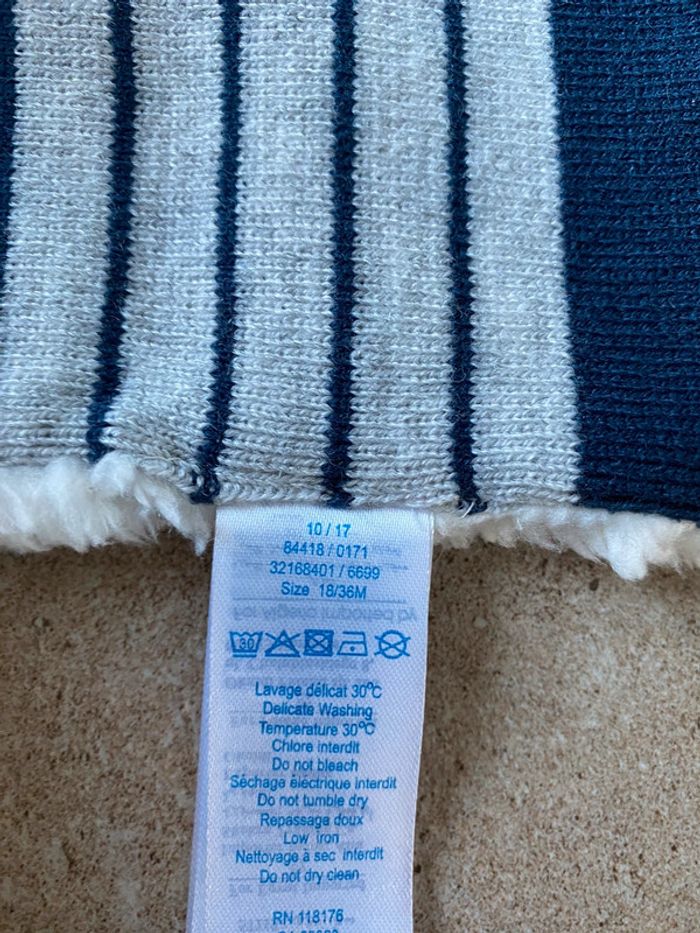 10 / 17
84418 / 0171
32168401 / 6699
Size 18/36M
30
Lavage délicat 30°C
Delicate Washing
Temperature 30°C
Chlore interdit
Do not bleach
Séchage éléctrique interdit
Do not tumble dry
Repassage doux
Low iron
Nettoyage à sec interdit
Do not dry clean
RN 118176